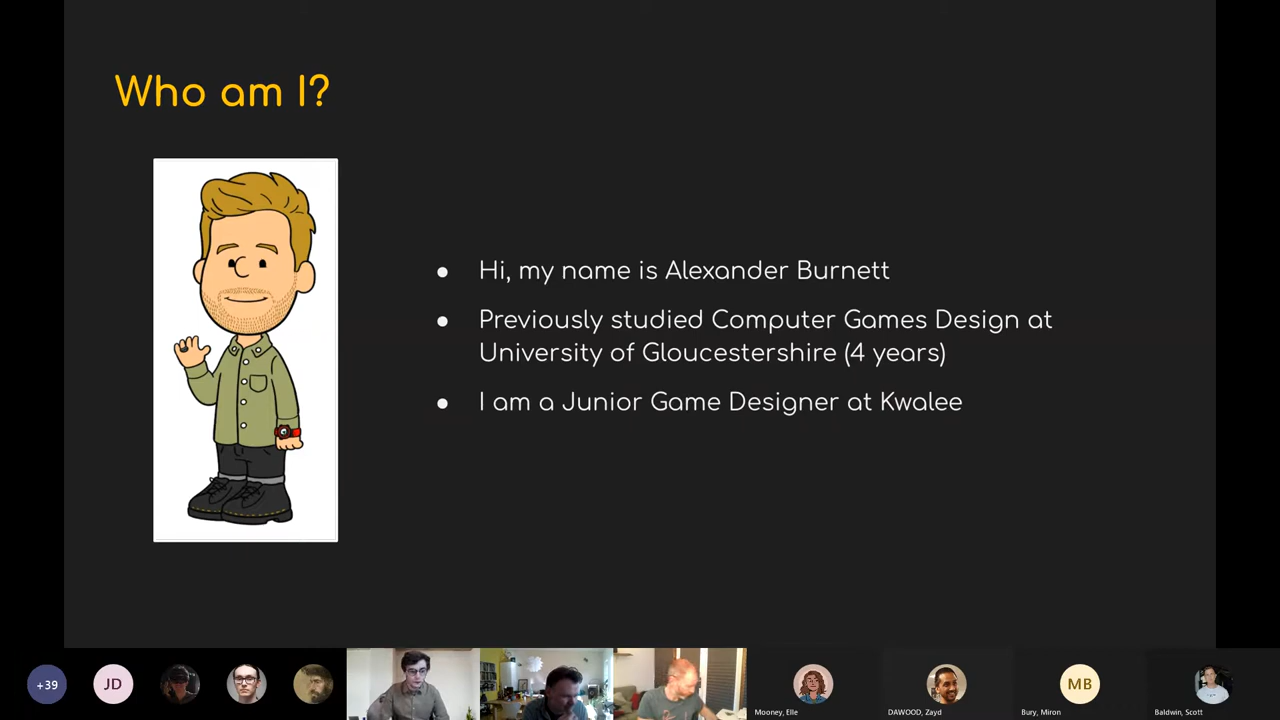 Who am I?
Hi, my name is Alexander Burnett
Previously studied Computer Games Design at
University of Gloucestershire (4 years)
I am a Junior Game Designer at Kwalee
+39
JD
MB
Mooney, Elle
DAWOOD, Zayd
Bury, Miron
Baldwin, Scott